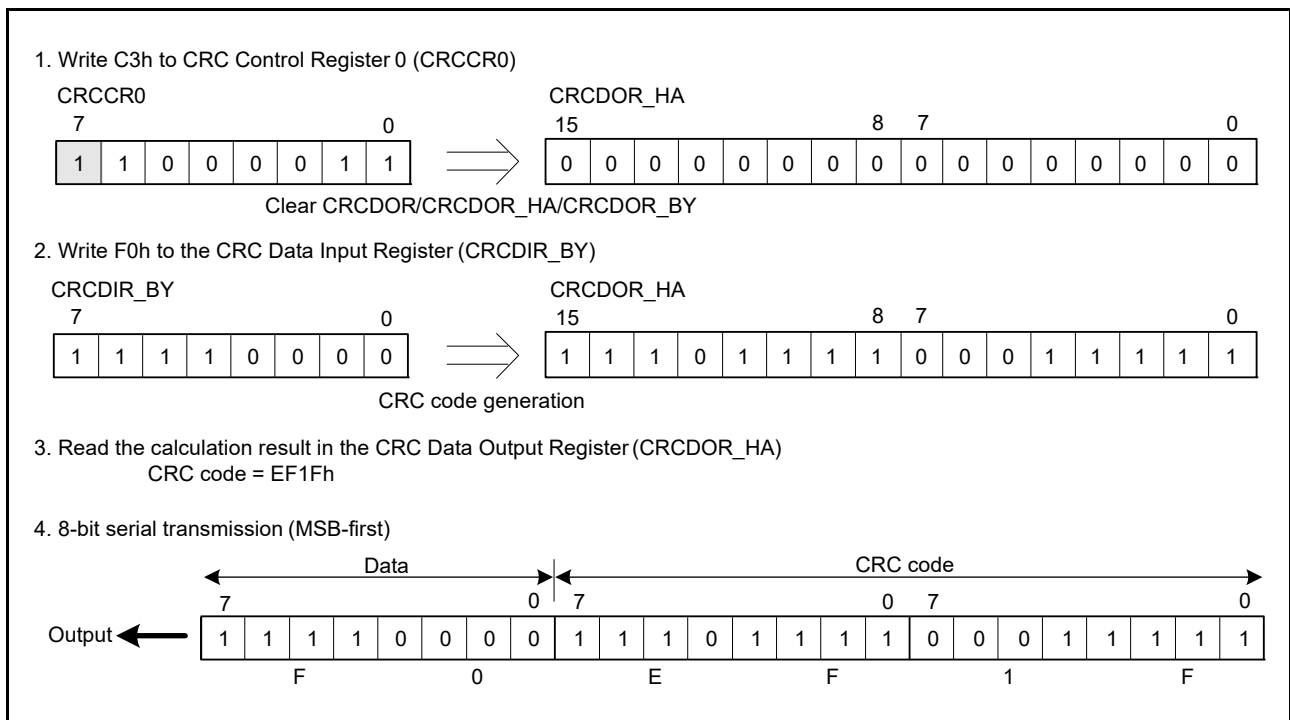 1. Write C3h to CRC Control Register 0 (CRCCR0)
CRCCR0 CRCDOR_HA
7 0 15 8 7 0
1 1 0 0 0 0 1 1 0 0 0 0 0 0 0 0 0 0 0 0 0 0 0 0
Clear CRCDOR/CRCDOR_HA/CRCDOR_BY
2. Write F0h to the CRC Data Input Register (CRCDIR_BY)
CRCDIR_BY CRCDOR_HA
7 0 15 8 7 0
1 1 1 1 0 0 0 0 1 1 1 0 1 1 1 1 0 0 0 1 1 1 1 1
CRC code generation
3. Read the calculation result in the CRC Data Output Register (CRCDOR_HA)
CRC code = EF1Fh
4. 8-bit serial transmission (MSB-first)
Data CRC code
7 0 7 0 7 0
Output 1 1 1 1 0 0 0 0 1 1 1 0 1 1 1 1 0 0 0 1 1 1 1 1
F 0 E F 1 F